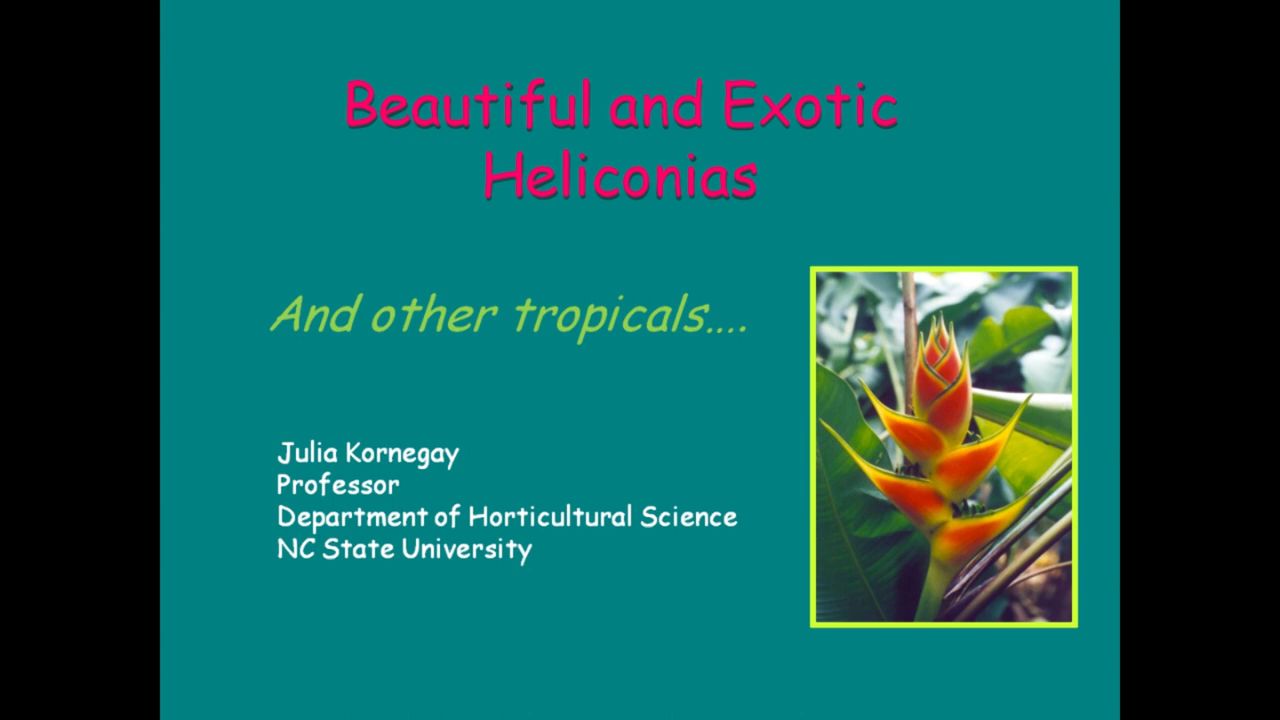 Beautiful and Exotic
Heliconias
And other tropicals....
Julia Kornegay
Professor
Department of Horticultural Science
NC State University